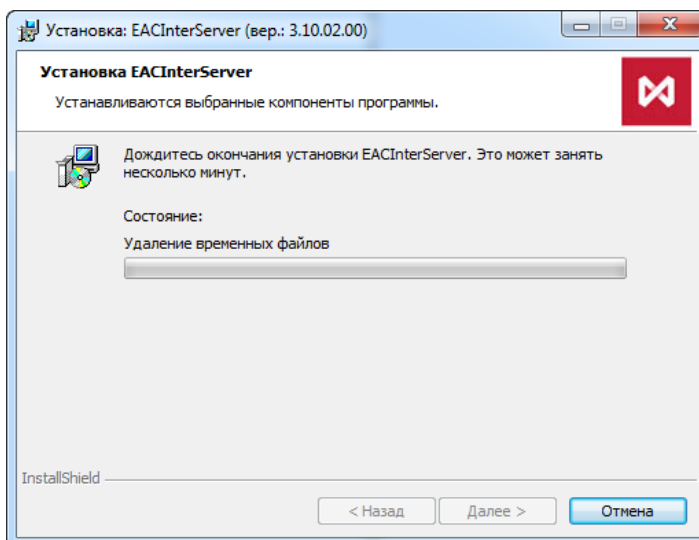 Установка: EACInterServer (вер.: 3.10.02.00)
Установка EACInterServer
Устанавливаются выбранные компоненты программы.
Дождитесь окончания установки EACInterServer. Это может занять
несколько минут.
Состояние:
Удаление временных файлов
InstallShield
< Назад
Далее >
Отмена